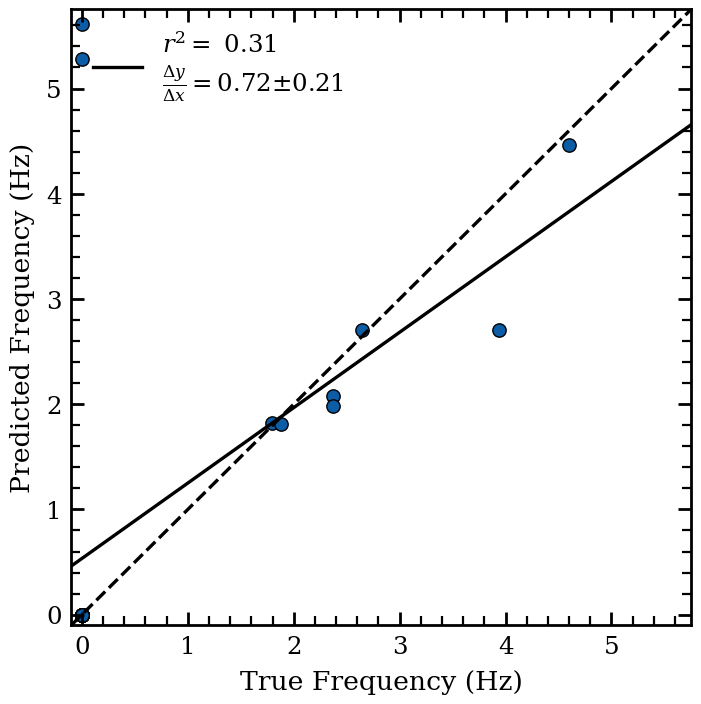 r² = 0.31
Δy/Δx = 0.72±0.21
Predicted Frequency (Hz)
5
4
3
2
1
0
0 1 2 3 4 5
True Frequency (Hz)